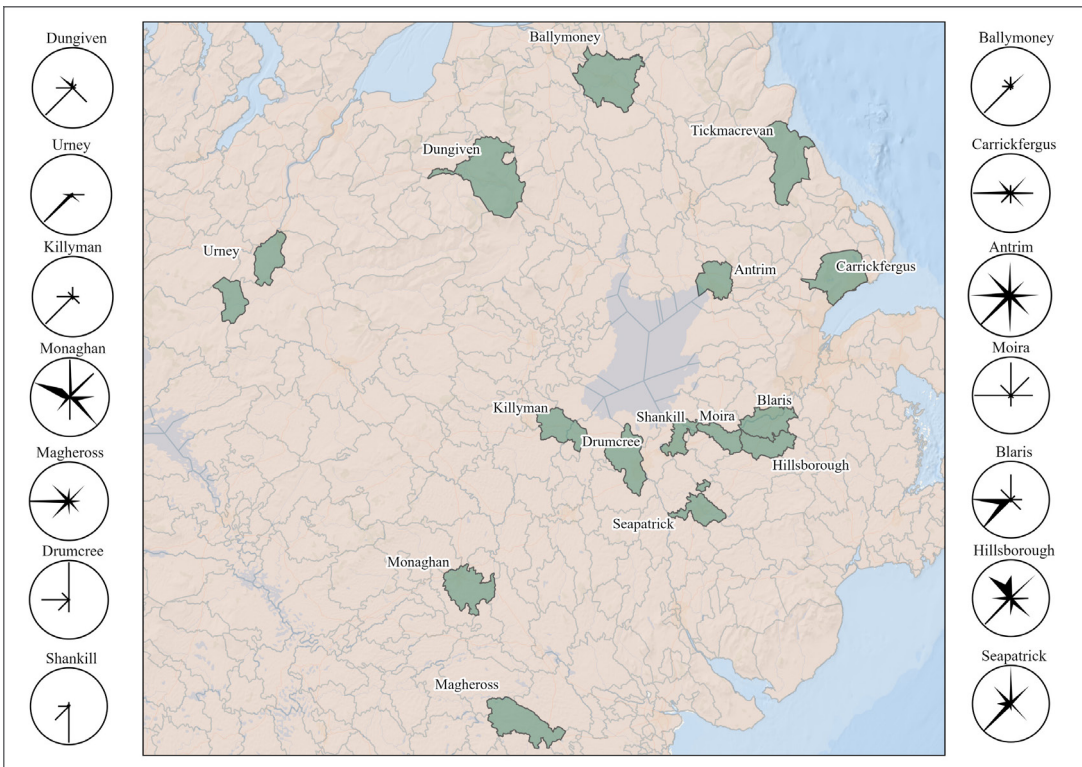 Dungiven
Urney
Killyman
Monaghan
Magheross
Drumcree
Shankill
Ballymoney
Tickmacrevan
Dungiven
Urney
Antrim
Carrickfergus
Killyman
Shankill
Moira
Blaris
Drumcree
Hillsborough
Seapatrick
Monaghan
Magheross
Ballymoney
Carrickfergus
Antrim
Moira
Blaris
Hillsborough
Seapatrick